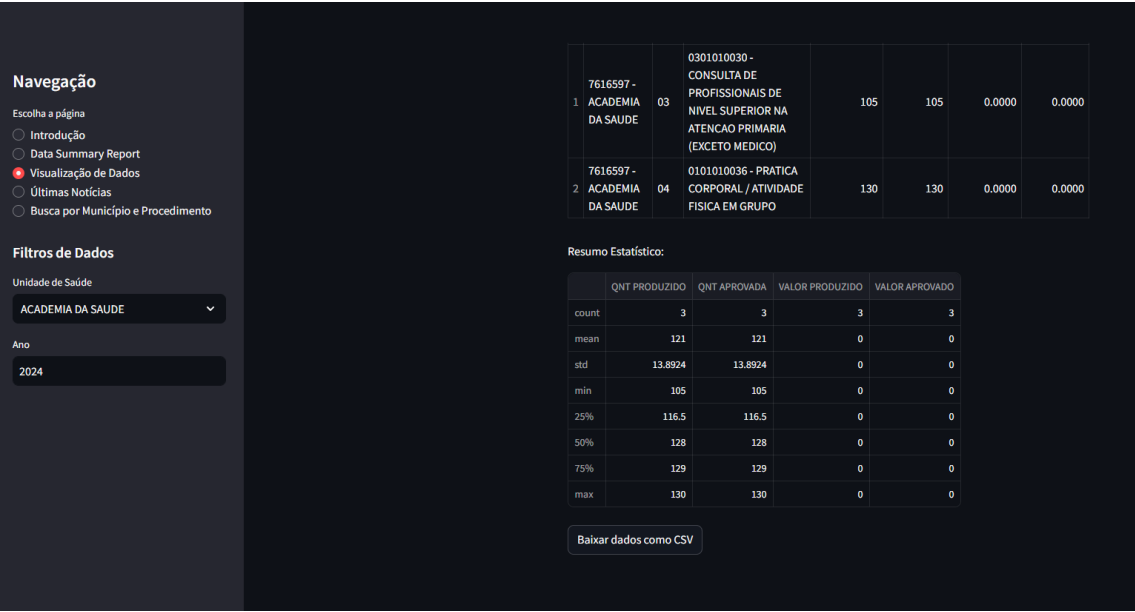 Navegação
Escolha a página
Introdução
Data Summary Report
Visualização de Dados
Últimas Notícias
Busca por Município e Procedimento
Filtros de Dados
Unidade de Saúde
ACADEMIA DA SAUDE
Ano
2024
1 7616597 - ACADEMIA DA SAUDE 03 0301010030 - CONSULTA DE PROFISSIONAIS DE NIVEL SUPERIOR NA ATENCAO PRIMARIA (EXCETO MEDICO) 105 105 0.0000 0.0000
2 7616597 - ACADEMIA DA SAUDE 04 0101010036 - PRATICA CORPORAL / ATIVIDADE FISICA EM GRUPO 130 130 0.0000 0.0000
Resumo Estatístico:
QNT PRODUZIDO QNT APROVADA VALOR PRODUZIDO VALOR APROVADO
count 3 3 3 3
mean 121 121 0 0
std 13.8924 13.8924 0 0
min 105 105 0 0
25% 116.5 116.5 0 0
50% 128 128 0 0
75% 129 129 0 0
max 130 130 0 0
Baixar dados como CSV